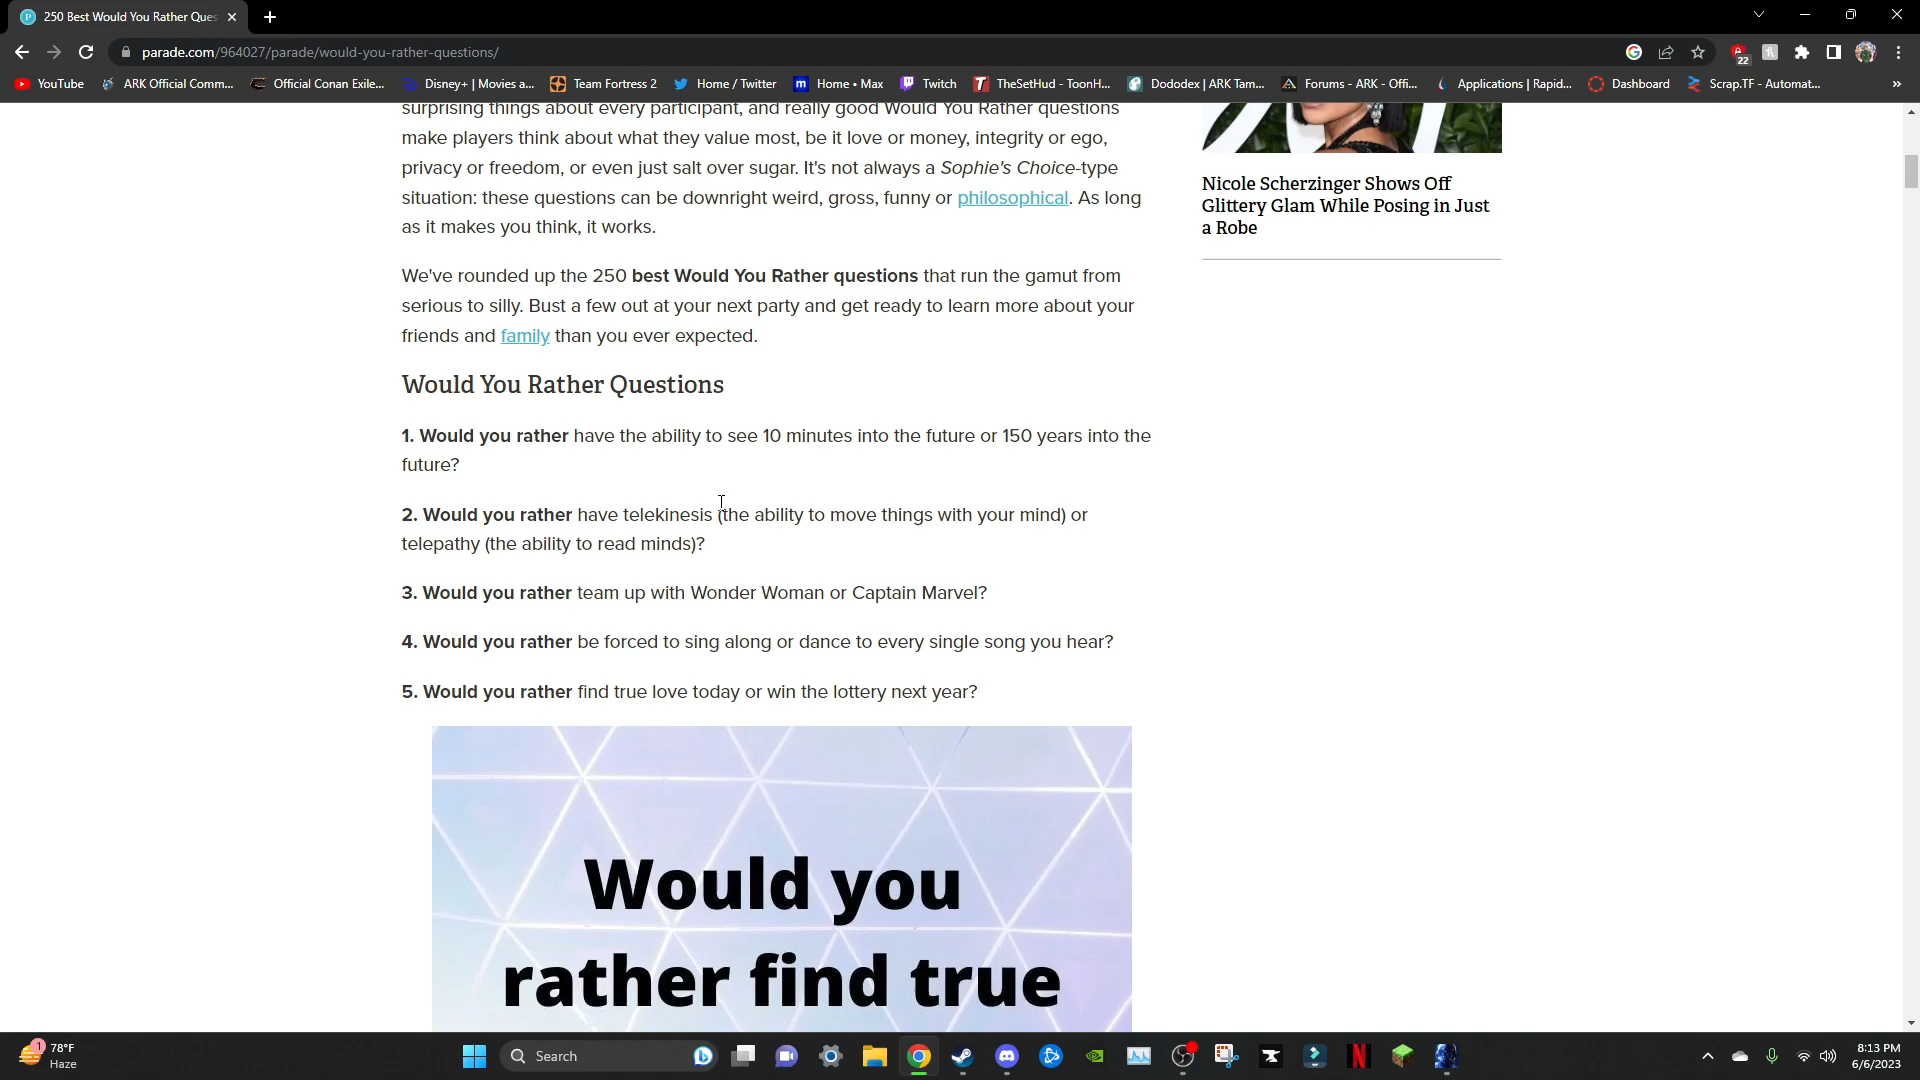 250 Best Would You Rather Ques
parade.com/964027/parade/would-you-rather-questions/
22
YouTube
ARK Official Comm...
Official Conan Exile...
Disney+ | Movies a...
Team Fortress 2
Home / Twitter
Home • Max
Twitch
TheSetHud - ToonH...
Dododex | ARK Tam...
Forums - ARK - Offi...
Applications | Rapid...
Dashboard
Scrap.TF - Automat...
surprising things about every participant, and really good Would You Rather questions
make players think about what they value most, be it love or money, integrity or ego,
privacy or freedom, or even just salt over sugar. It's not always a Sophie's Choice-type
situation: these questions can be downright weird, gross, funny or philosophical. As long
as it makes you think, it works.
We've rounded up the 250 best Would You Rather questions that run the gamut from
serious to silly. Bust a few out at your next party and get ready to learn more about your
friends and family than you ever expected.
Would You Rather Questions
1. Would you rather have the ability to see 10 minutes into the future or 150 years into the
future?
2. Would you rather have telekinesis (the ability to move things with your mind) or
telepathy (the ability to read minds)?
3. Would you rather team up with Wonder Woman or Captain Marvel?
4. Would you rather be forced to sing along or dance to every single song you hear?
5. Would you rather find true love today or win the lottery next year?
Would you
rather find true
Nicole Scherzinger Shows Off
Glittery Glam While Posing in Just
a Robe
1
78°F
Haze
Search
8:13 PM
6/6/2023